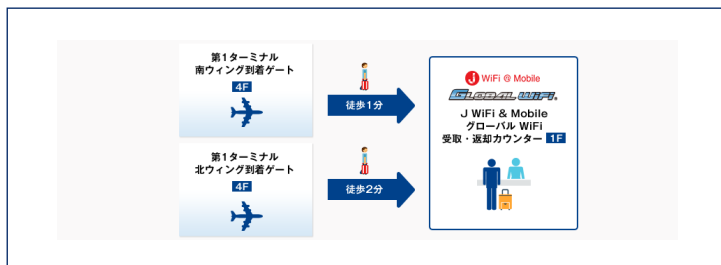 第1ターミナル
南ウィング到着ゲート
4F
徒歩1分
第1ターミナル
北ウィング到着ゲート
4F
徒歩2分
J WiFi @ Mobile
GLOBAL WiFi.
J WiFi & Mobile
グローバル WiFi
受取・返却カウンター 1F